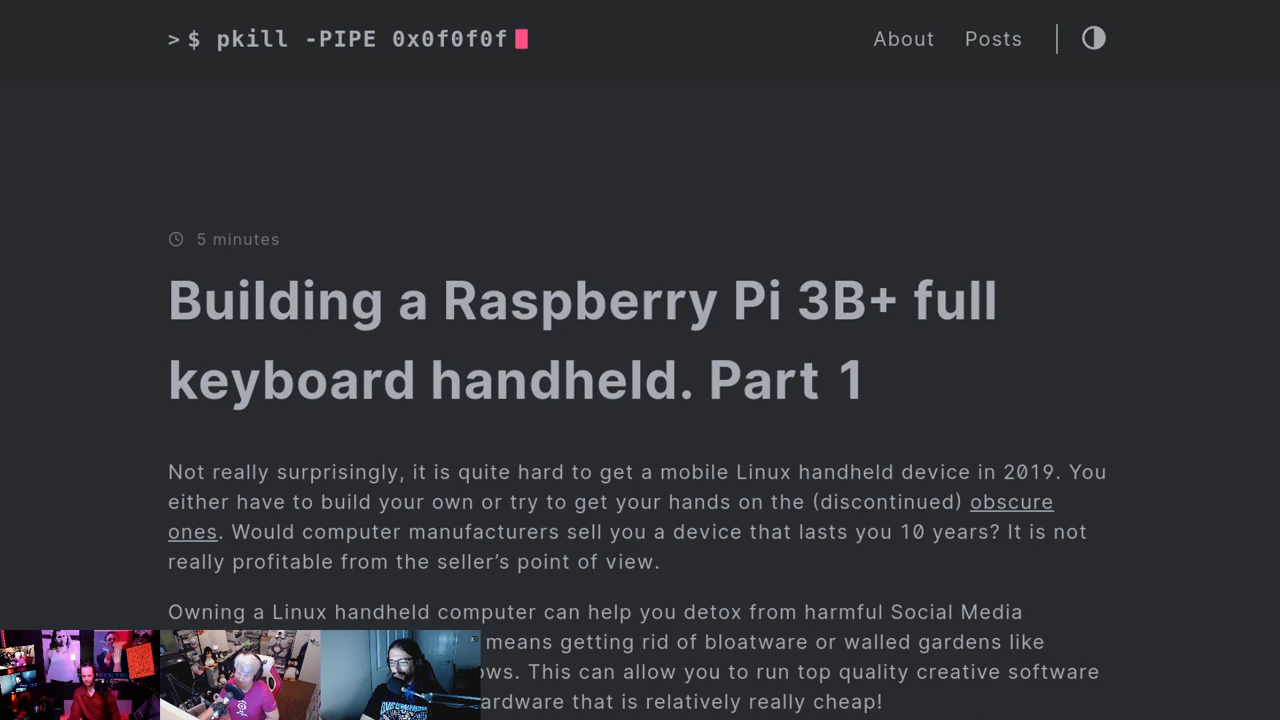 > $ pkill -PIPE 0x0f0f0f
About Posts
5 minutes
Building a Raspberry Pi 3B+ full
keyboard handheld. Part 1
Not really surprisingly, it is quite hard to get a mobile Linux handheld device in 2019. You
either have to build your own or try to get your hands on the (discontinued) obscure
ones. Would computer manufacturers sell you a device that lasts you 10 years? It is not
really profitable from the seller’s point of view.
Owning a Linux handheld computer can help you detox from harmful Social Media
means getting rid of bloatware or walled gardens like
ows. This can allow you to run top quality creative software
ardware that is relatively really cheap!